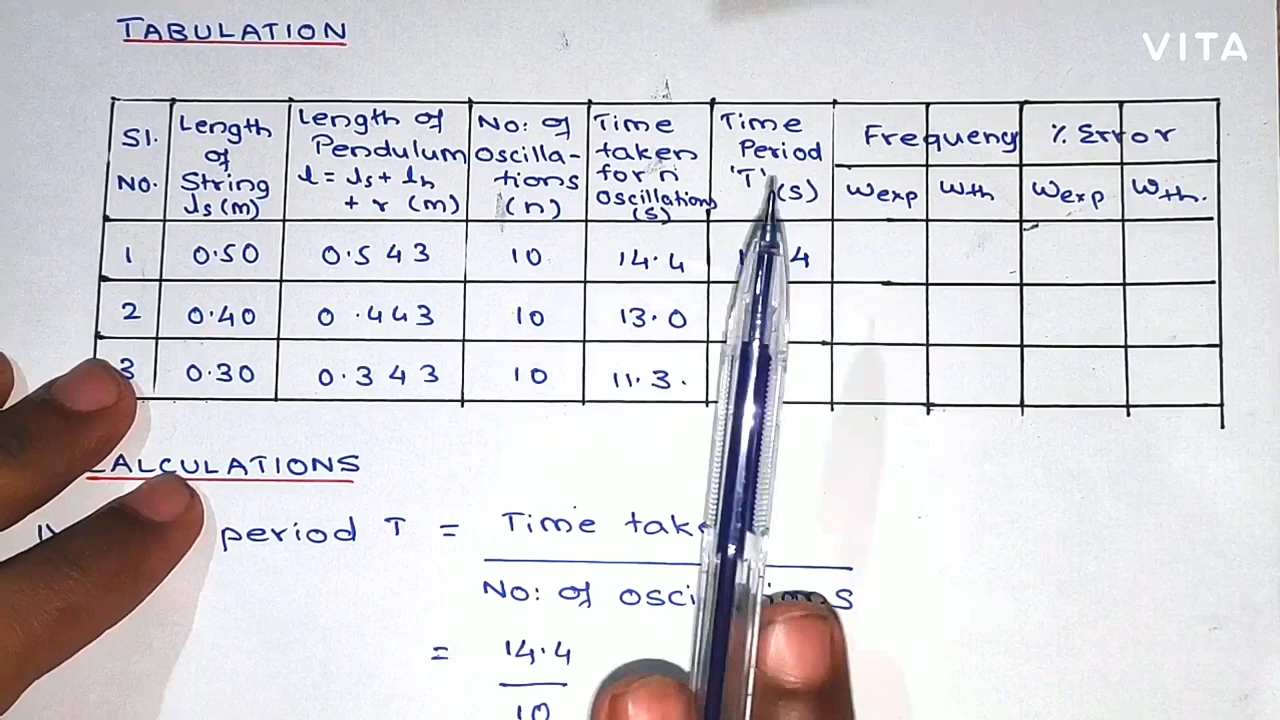 TABULATION
VITA
Sl. NO.
Length of String ls (m)
Length of Pendulum l = ls + lh + r (m)
No: of Oscilla-tions (n)
Time taken for n oscillations (s)
Time Period 'T' (s)
Frequency
% Error
ωexp
ωth
ωexp
ωth.
1 0.50 0.543 10 14.4
2 0.40 0.443 10 13.0
3 0.30 0.343 10 11.3.
CALCULATIONS
period T = Time
No: of
= 14.4
10